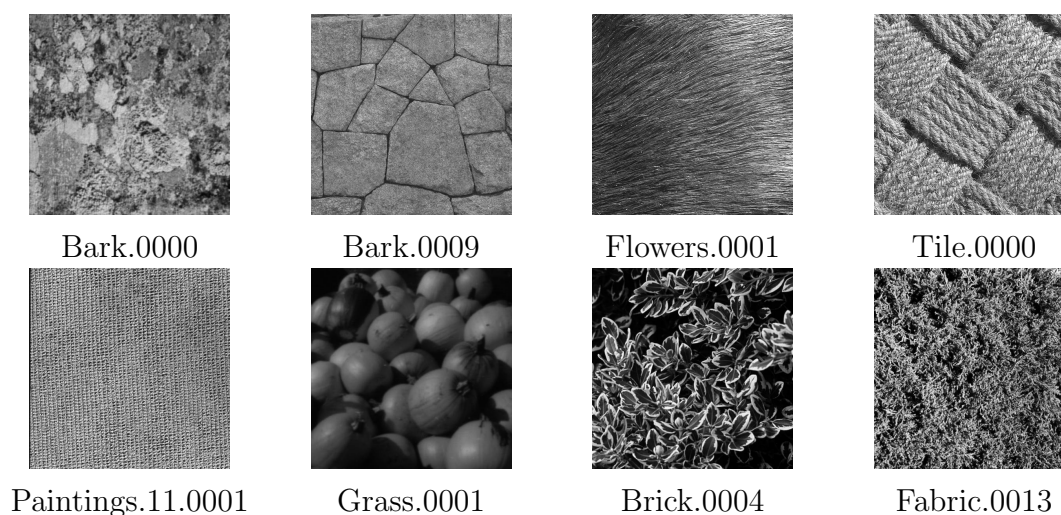 Bark.0000 Bark.0009 Flowers.0001 Tile.0000
Paintings.11.0001 Grass.0001 Brick.0004 Fabric.0013